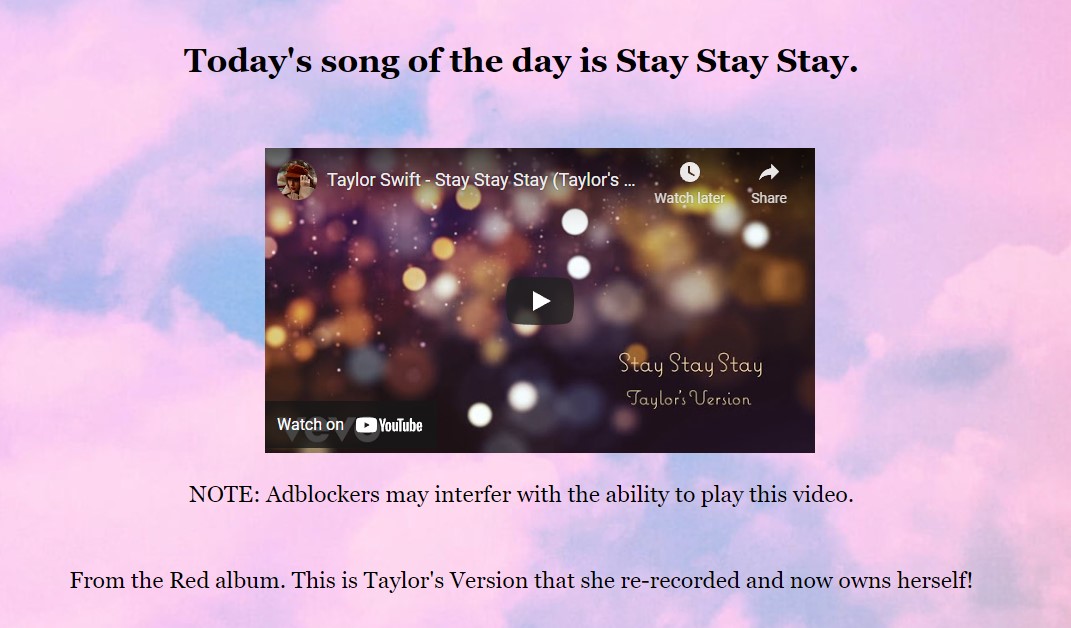 Today's song of the day is Stay Stay Stay.
Taylor Swift - Stay Stay Stay (Taylor's ...
Watch later
Share
Stay Stay Stay
Taylor's Version
vevo
Watch on YouTube
NOTE: Adblockers may interfer with the ability to play this video.
From the Red album. This is Taylor's Version that she re-recorded and now owns herself!